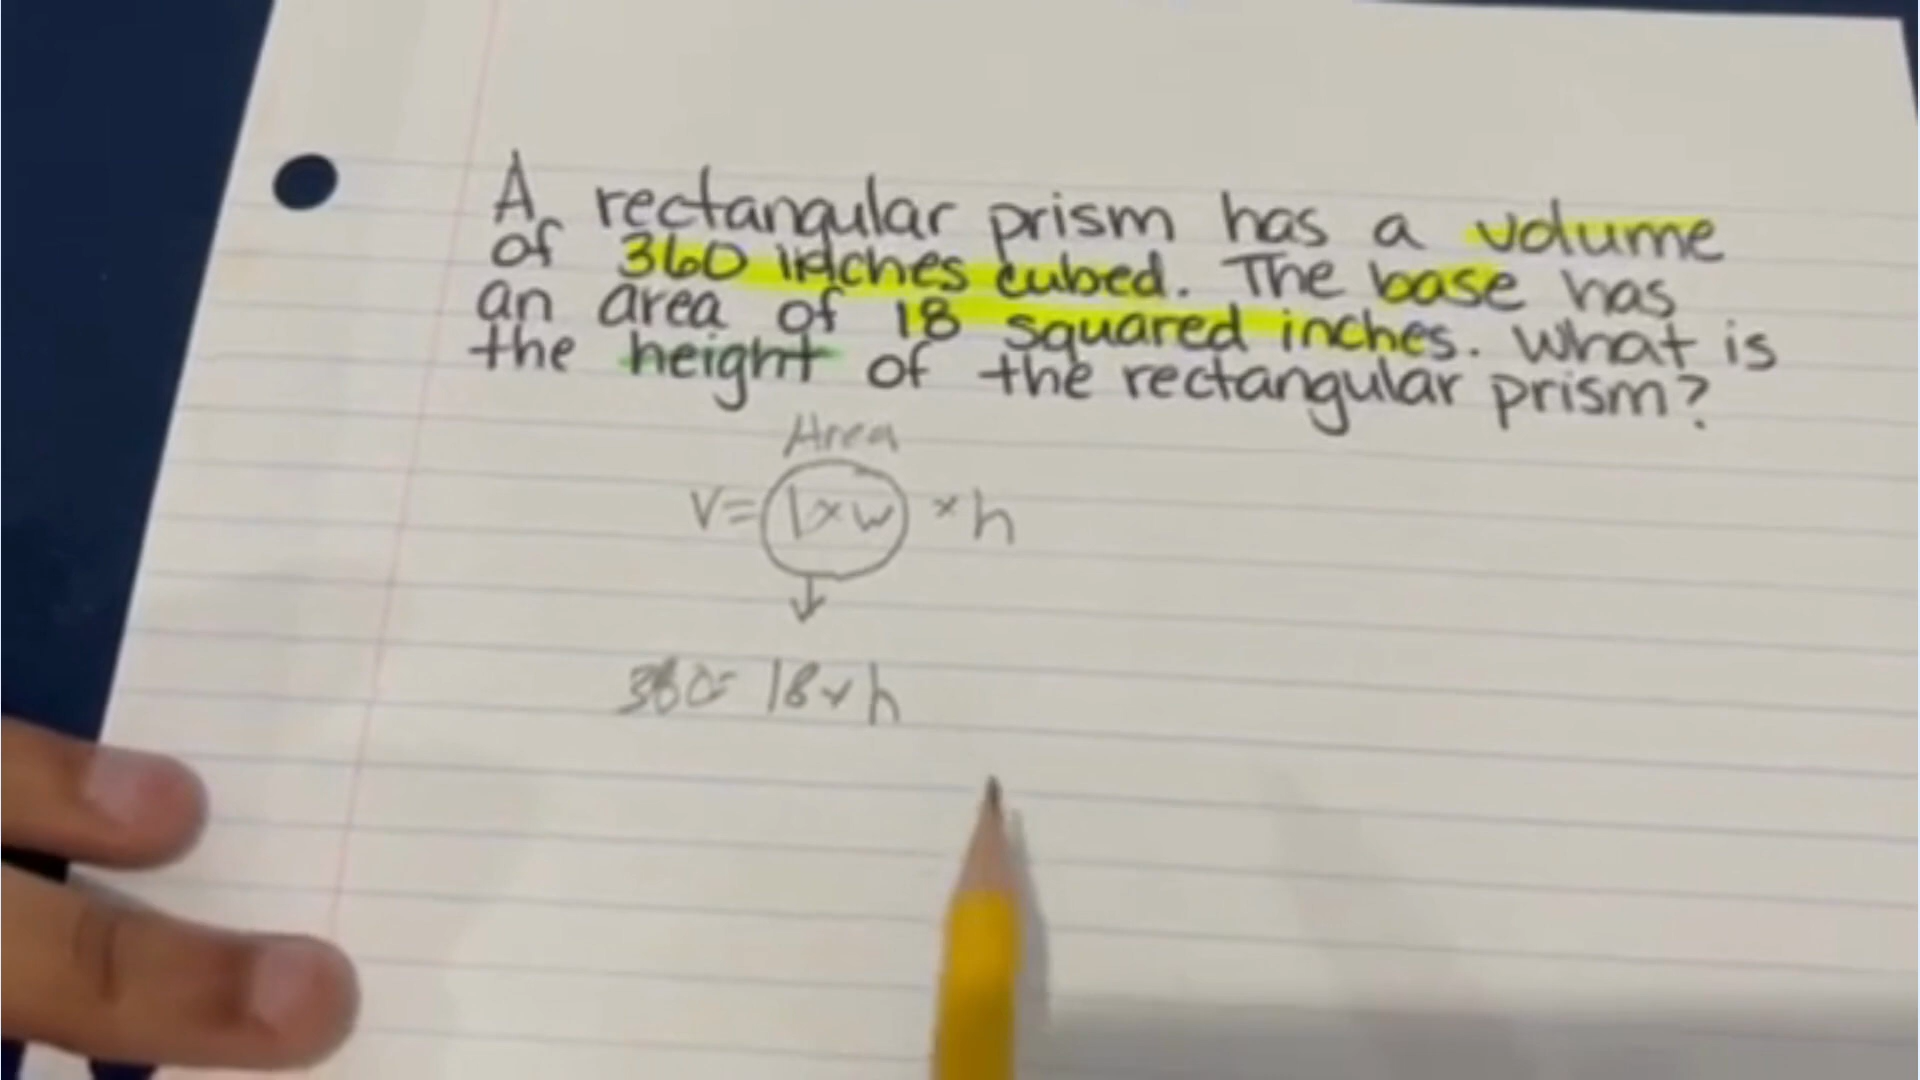 A rectangular prism has a volume
of 360 inches cubed. The base has
an area of 18 squared inches. What is
the height of the rectangular prism?
Area
V= l×w × h
360= 18×h